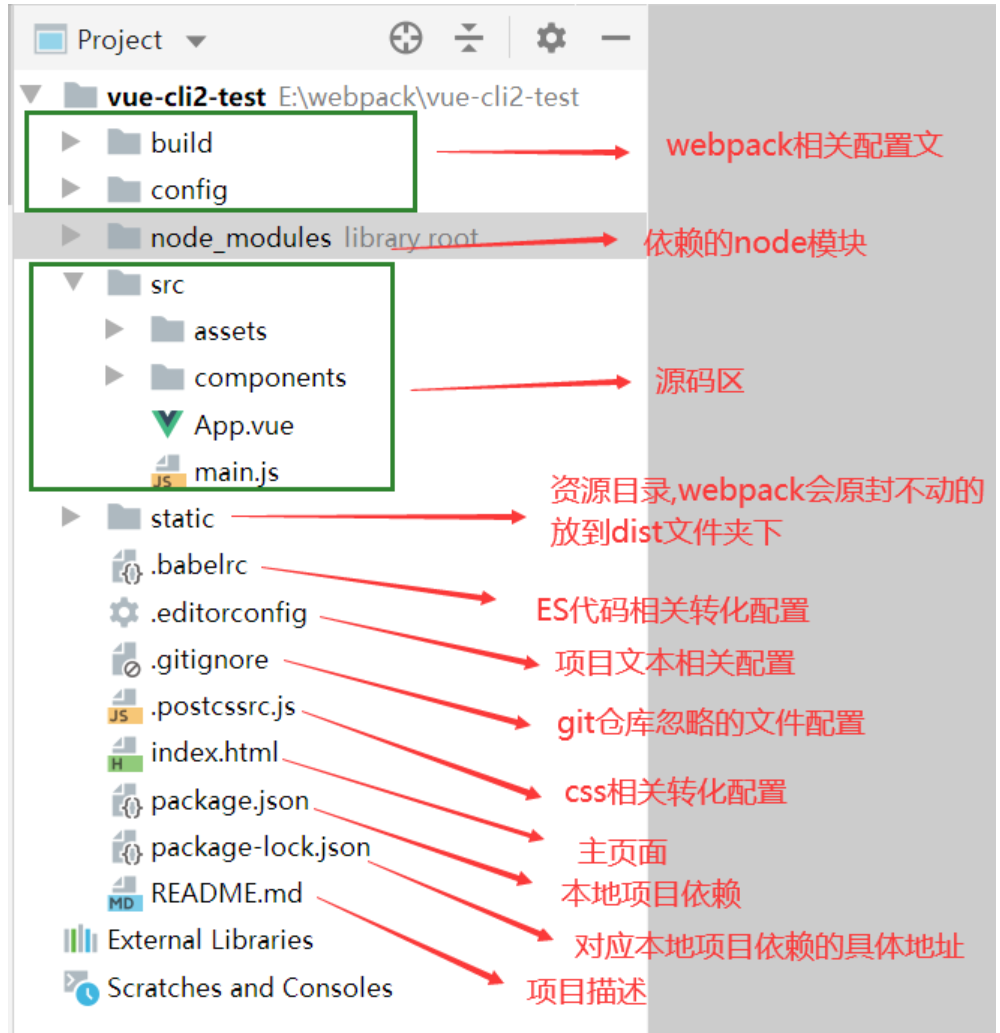 Project
vue-cli2-test E:\webpack\vue-cli2-test
build
webpack相关配置文
config
node_modules library root
依赖的node模块
src
assets
components
源码区
App.vue
main.js
资源目录,webpack会原封不动的
放到dist文件夹下
static
.babelrc
ES代码相关转化配置
.editorconfig
项目文本相关配置
.gitignore
git仓库忽略的文件配置
.postcssrc.js
css相关转化配置
index.html
主页面
package.json
本地项目依赖
package-lock.json
对应本地项目依赖的具体地址
README.md
项目描述
External Libraries
Scratches and Consoles
JS
JS
H
MD